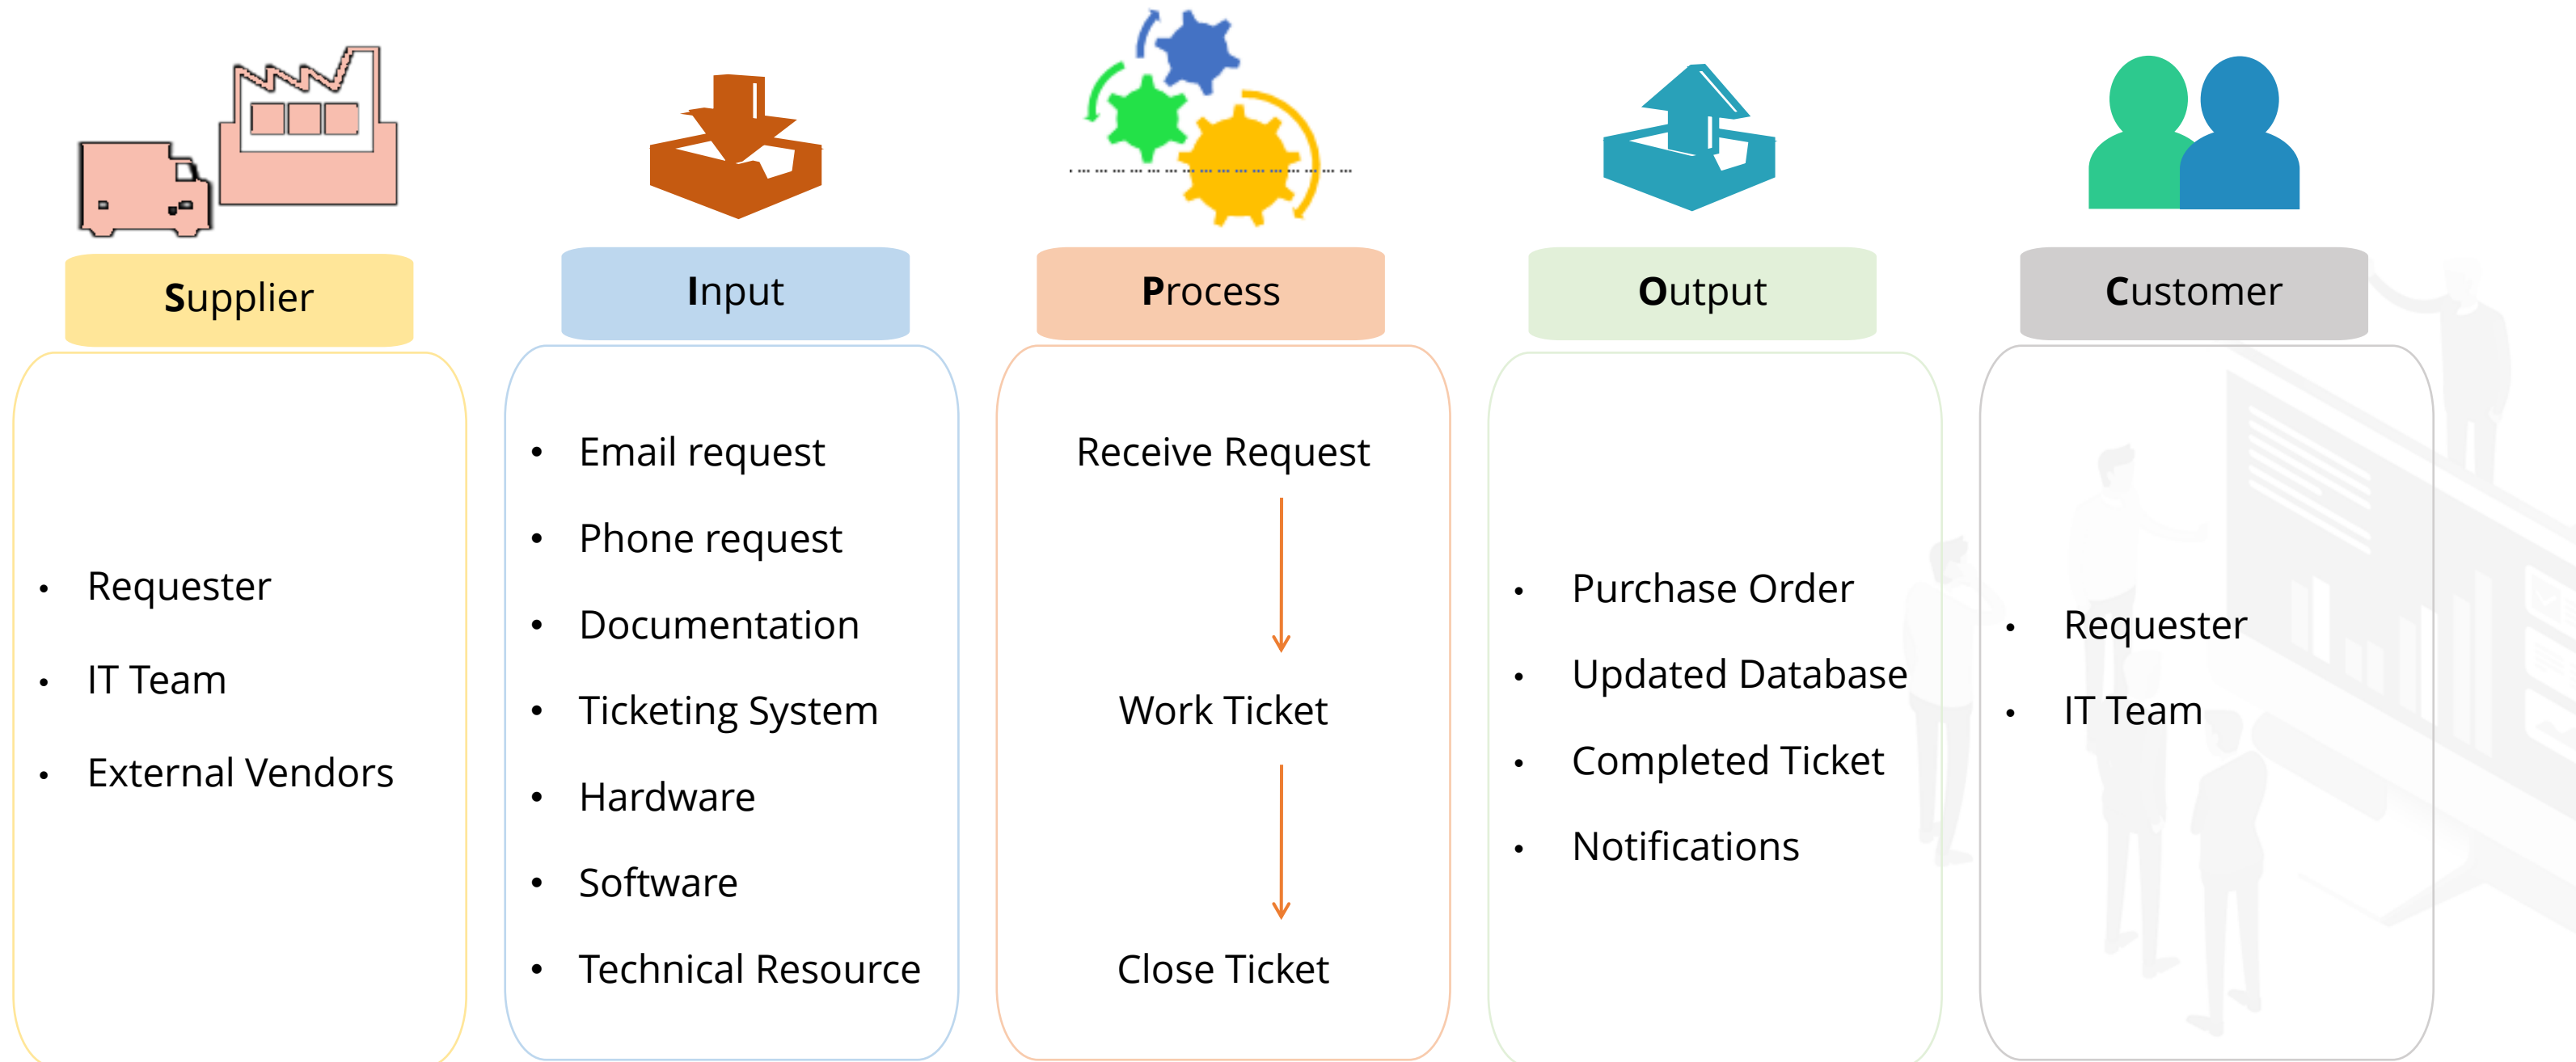 Supplier
Requester
IT Team
External Vendors
Input
Email request
Phone request
Documentation
Ticketing System
Hardware
Software
Technical Resource
Process
Receive Request
Work Ticket
Close Ticket
Output
Purchase Order
Updated Database
Completed Ticket
Notifications
Customer
Requester
IT Team